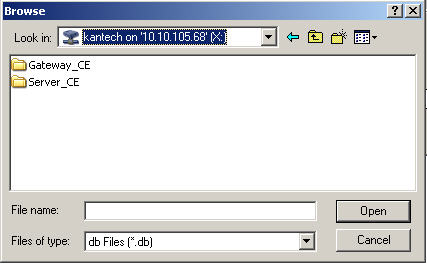 Browse
Look in: kantech on '10.10.105.68' (X:
Gateway_CE
Server_CE
File name: Open
Files of type: db Files (*.db) Cancel